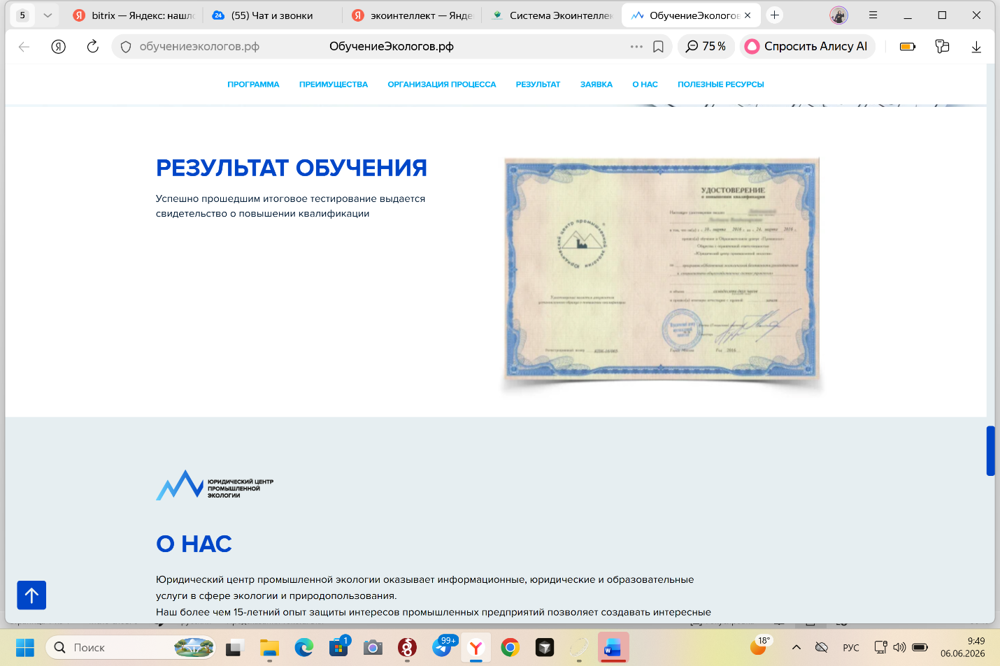 5
bitrix — Яндекс: нашло
(55) Чат и звонки
экоинтеллект — Яндек
Система Экоинтеллек
ОбучениеЭкологов
обучениеэкологов.рф
ОбучениеЭкологов.рф
75 %
Спросить Алису AI
ПРОГРАММА
ПРЕИМУЩЕСТВА
ОРГАНИЗАЦИЯ ПРОЦЕССА
РЕЗУЛЬТАТ
ЗАЯВКА
О НАС
ПОЛЕЗНЫЕ РЕСУРСЫ
РЕЗУЛЬТАТ ОБУЧЕНИЯ
Успешно прошедшим итоговое тестирование выдается
свидетельство о повышении квалификации
УДОСТОВЕРЕНИЕ
о повышении квалификации
ЮРИДИЧЕСКИЙ ЦЕНТР
ПРОМЫШЛЕННОЙ
ЭКОЛОГИИ
О НАС
Юридический центр промышленной экологии оказывает информационные, юридические и образовательные
услуги в сфере экологии и природопользования.
Наш более чем 15-летний опыт защиты интересов промышленных предприятий позволяет создавать интересные
Поиск
1
99+
18°
РУС
9:49
06.06.2026